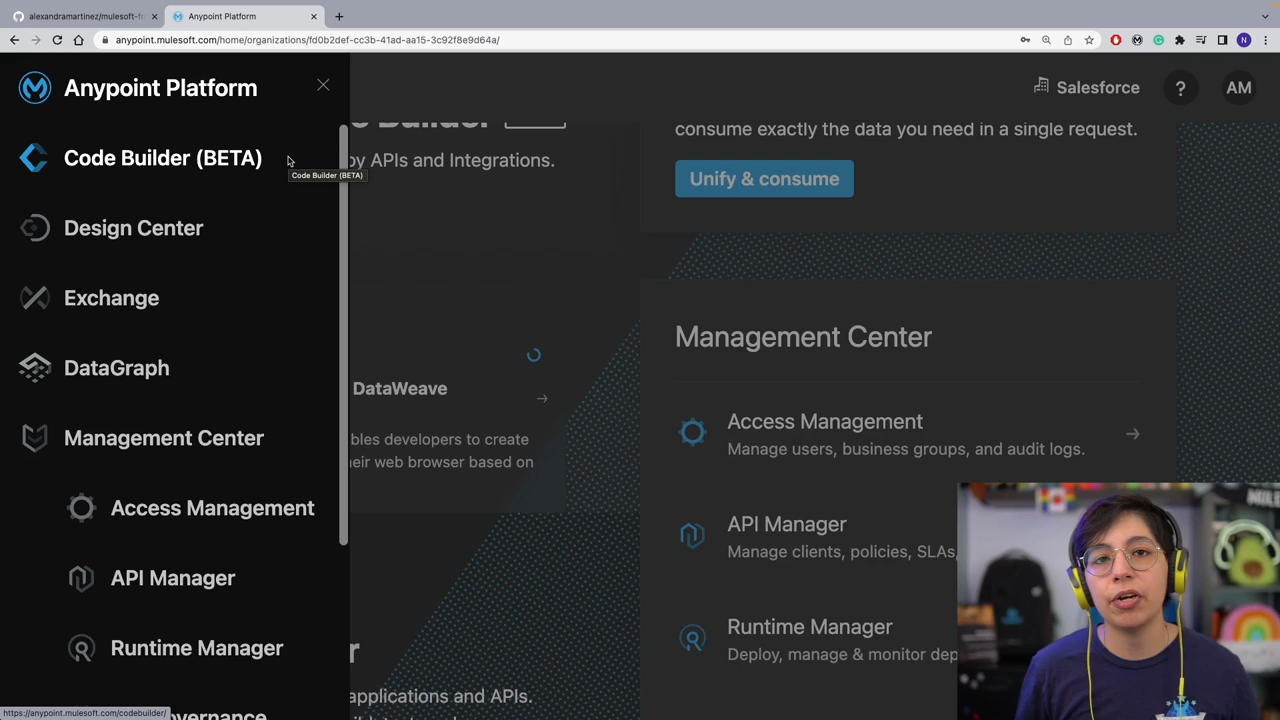 alexandramartinez/mulesoft-fr
Anypoint Platform
anypoint.mulesoft.com/home/organizations/fd0b2def-cc3b-41ad-aa15-3c92f8e9d64a/
N
Anypoint Platform
Salesforce
?
AM
Code Builder (BETA)
Code Builder (BETA)
Design Center
Exchange
DataGraph
Management Center
Access Management
API Manager
Runtime Manager
https://anypoint.mulesoft.com/codebuilder/
e Builder
by APIs and Integrations.
DataWeave
bles developers to create
heir web browser based on
applications and APIs.
consume exactly the data you need in a single request.
Unify & consume
Management Center
Access Management
Manage users, business groups, and audit logs.
API Manager
Manage clients, policies, SLAs,
Runtime Manager
Deploy, manage & monitor dep